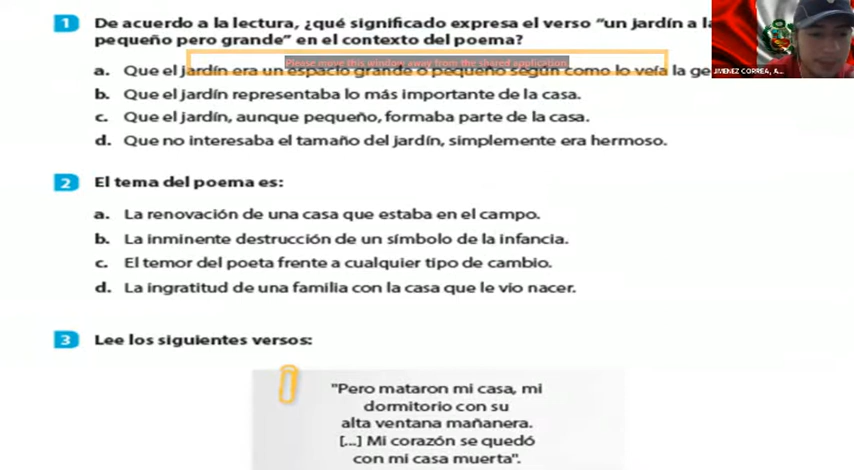 1 De acuerdo a la lectura, ¿qué significado expresa el verso "un jardín a la
pequeño pero grande" en el contexto del poema?
Please move this window away from the shared application.
a. Que el jardín era un espacio grande o pequeño según como lo veía la ge
b. Que el jardín representaba lo más importante de la casa.
c. Que el jardín, aunque pequeño, formaba parte de la casa.
d. Que no interesaba el tamaño del jardín, simplemente era hermoso.
JIMENEZ CORREA, A...
2 El tema del poema es:
a. La renovación de una casa que estaba en el campo.
b. La inminente destrucción de un símbolo de la infancia.
c. El temor del poeta frente a cualquier tipo de cambio.
d. La ingratitud de una familia con la casa que le vio nacer.
3 Lee los siguientes versos:
"Pero mataron mi casa, mi
dormitorio con su
alta ventana mañanera.
[...] Mi corazón se quedó
con mi casa muerta".